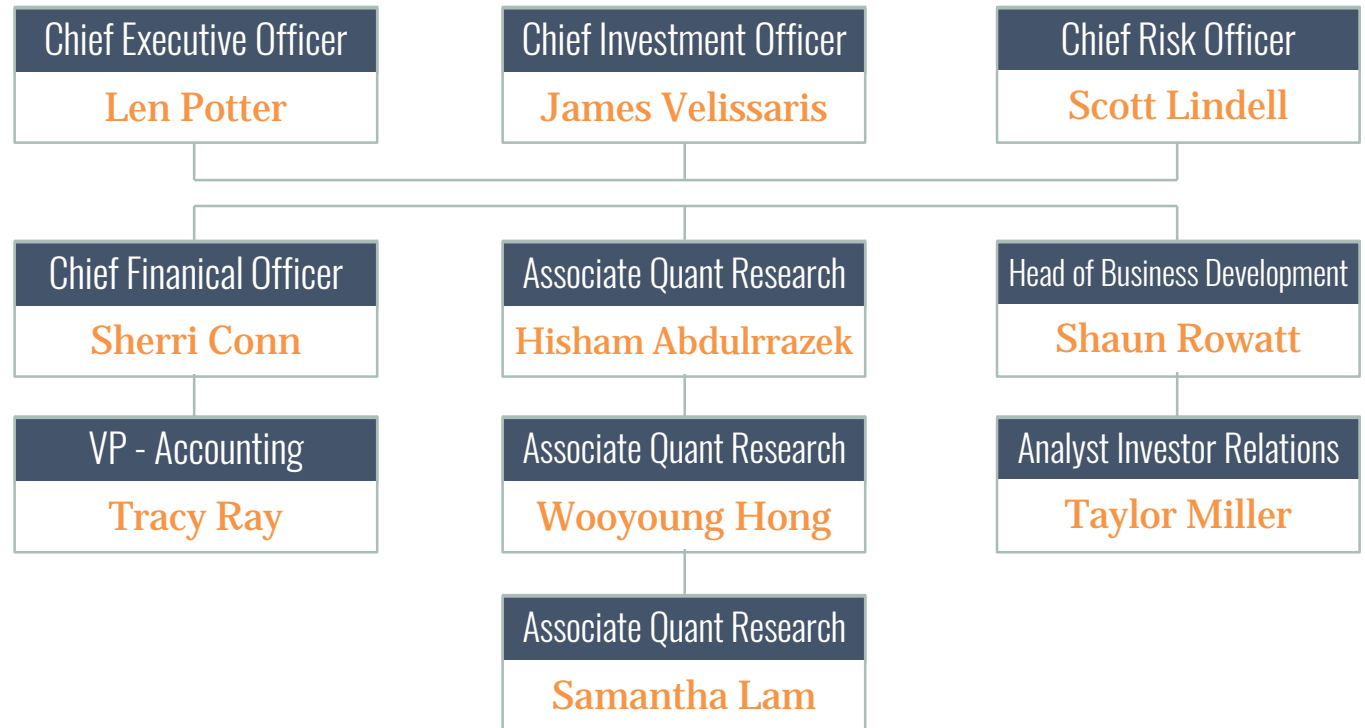 Chief Executive Officer
Len Potter
Chief Investment Officer
James Velissaris
Chief Risk Officer
Scott Lindell
Chief Finanical Officer
Sherri Conn
Associate Quant Research
Hisham Abdulrrazek
Head of Business Development
Shaun Rowatt
VP - Accounting
Tracy Ray
Associate Quant Research
Wooyoung Hong
Analyst Investor Relations
Taylor Miller
Associate Quant Research
Samantha Lam